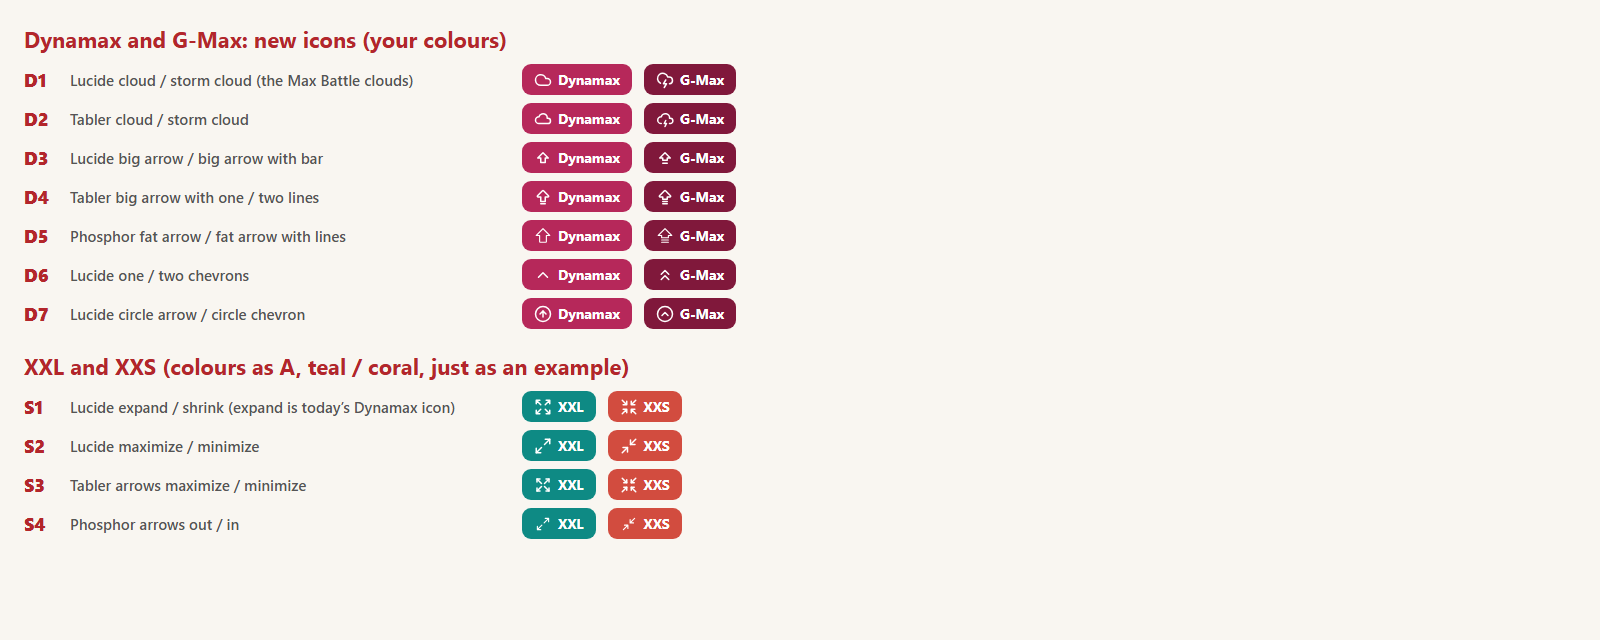 Dynamax and G-Max: new icons (your colours)
D1 Lucide cloud / storm cloud (the Max Battle clouds) Dynamax G-Max
D2 Tabler cloud / storm cloud Dynamax G-Max
D3 Lucide big arrow / big arrow with bar Dynamax G-Max
D4 Tabler big arrow with one / two lines Dynamax G-Max
D5 Phosphor fat arrow / fat arrow with lines Dynamax G-Max
D6 Lucide one / two chevrons Dynamax G-Max
D7 Lucide circle arrow / circle chevron Dynamax G-Max
XXL and XXS (colours as A, teal / coral, just as an example)
S1 Lucide expand / shrink (expand is today's Dynamax icon) XXL XXS
S2 Lucide maximize / minimize XXL XXS
S3 Tabler arrows maximize / minimize XXL XXS
S4 Phosphor arrows out / in XXL XXS